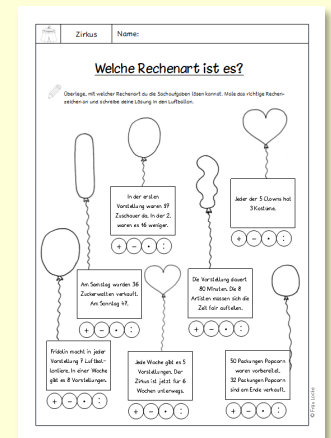 Zirkus
Name:
Welche Rechenart ist es?
Überlege, mit welcher Rechenart du die Sachaufgaben lösen kannst. Male das richtige Rechen-
zeichen an und schreibe deine Lösung in den Luftballon.
In der ersten
Vorstellung waren 37
Zuschauer da. In der 2.
waren es 16 weniger.
+ - • :
Jeder der 5 Clowns hat
3 Kostüme.
+ - • :
Am Samstag wurden 36
Zuckerwatten verkauft.
Am Sonntag 47.
+ - • :
Die Vorstellung dauert
80 Minuten. Die 8
Artisten müssen sich die
Zeit fair aufteilen.
+ - • :
Fridolin macht in jeder
Vorstellung 7 Luftbal-
lontiere. In einer Woche
gibt es 8 Vorstellungen.
+ - • :
Jede Woche gibt es 5
Vorstellungen. Der
Zirkus ist jetzt für 6
Wochen unterwegs.
+ - • :
50 Packungen Popcorn
waren vorbereitet.
32 Packungen Popcorn
sind am Ende verkauft.
+ - • :
© Frau Locke